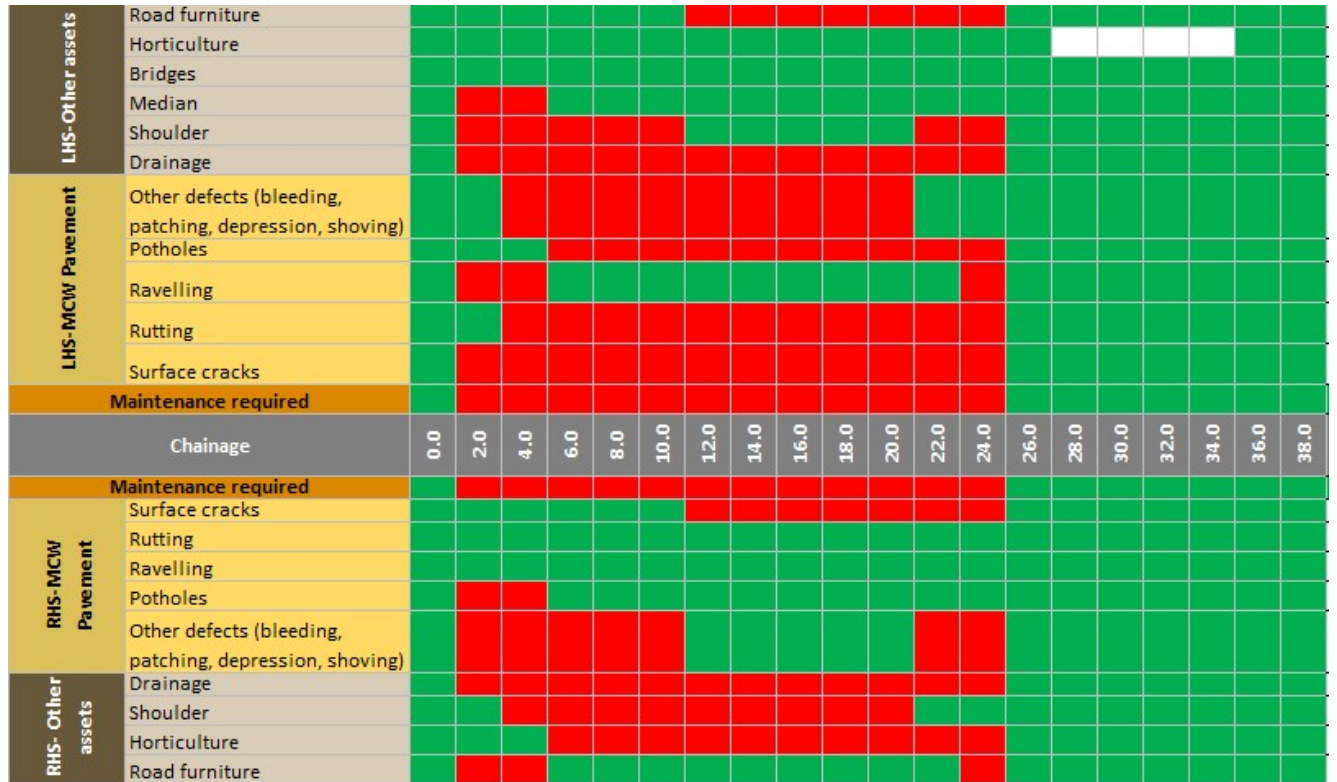 LHS-Other assets
Road furniture
Horticulture
Bridges
Median
Shoulder
Drainage
LHS-MCW Pavement
Other defects (bleeding,
patching, depression, shoving)
Potholes
Ravelling
Rutting
Surface cracks
Maintenance required
Chainage 0.0 2.0 4.0 6.0 8.0 10.0 12.0 14.0 16.0 18.0 20.0 22.0 24.0 26.0 28.0 30.0 32.0 34.0 36.0 38.0
Maintenance required
RHS-MCW
Pavement
Surface cracks
Rutting
Ravelling
Potholes
Other defects (bleeding,
patching, depression, shoving)
RHS- Other
assets
Drainage
Shoulder
Horticulture
Road furniture